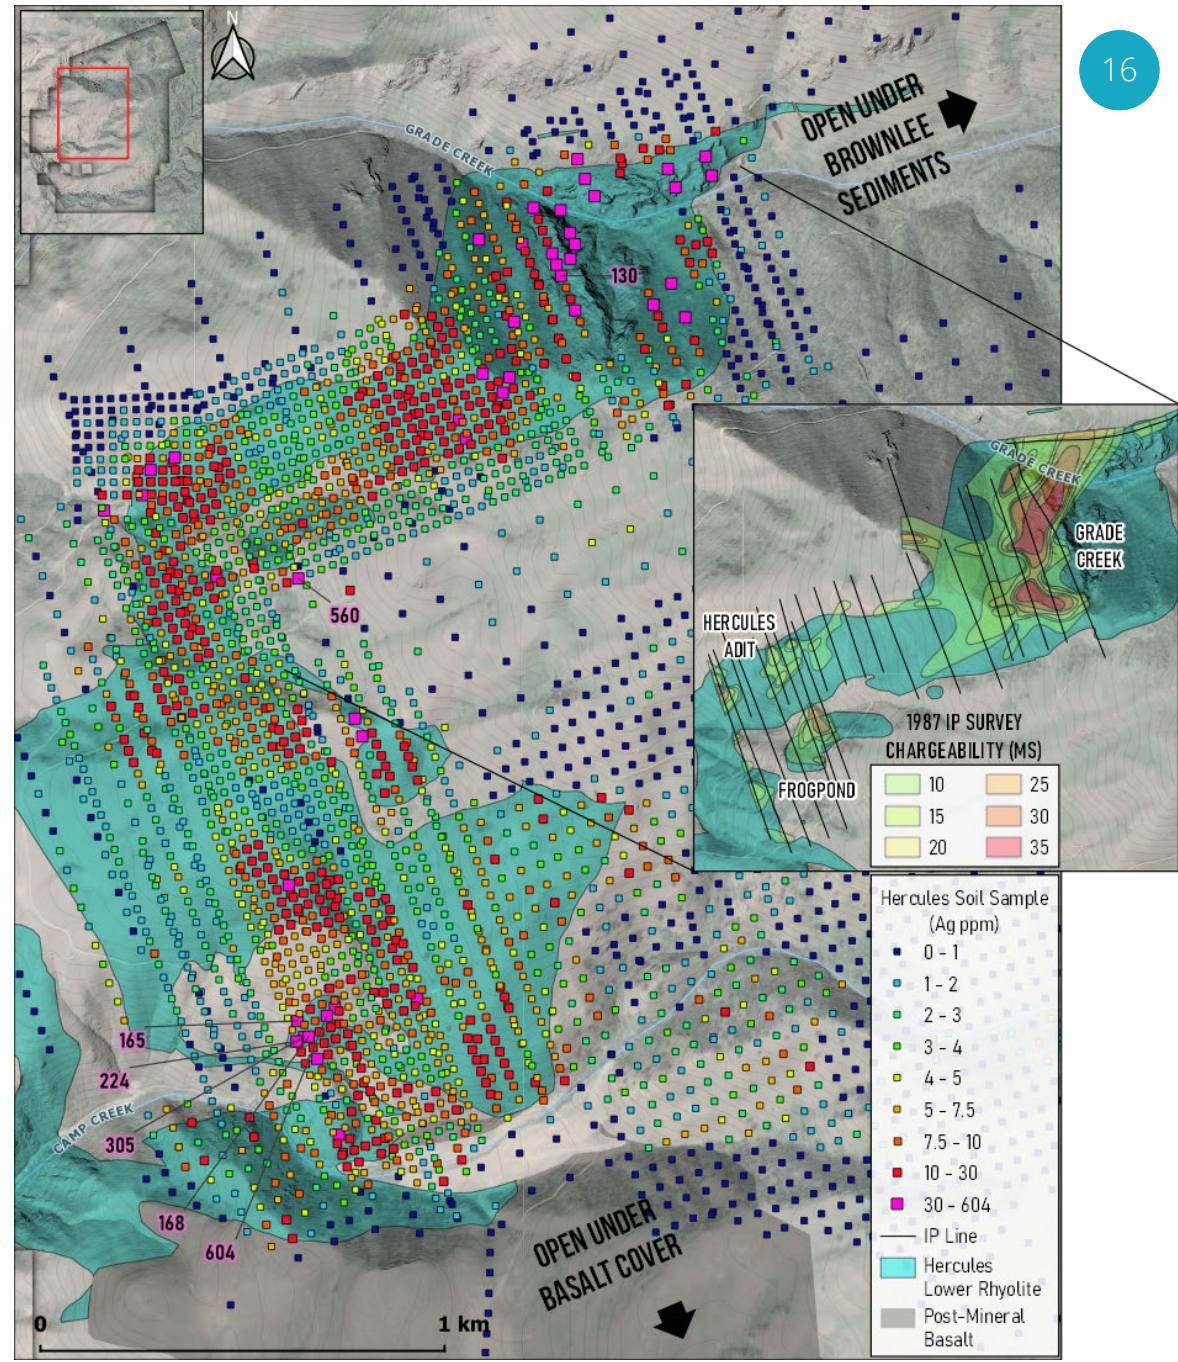 16
N
GRADE CREEK
OPEN UNDER
BROWNLEE
SEDIMENTS
130
560
GRADE CREEK
GRADE
CREEK
HERCULES
ADIT
FROGPOND
1987 IP SURVEY
CHARGEABILITY (MS)
10
25
15
30
20
35
Hercules Soil Sample
(Ag ppm)
0 - 1
1 - 2
2 - 3
3 - 4
4 - 5
5 - 7.5
7.5 - 10
10 - 30
30 - 604
IP Line
Hercules
Lower Rhyolite
Post-Mineral
Basalt
165
224
CAMP CREEK
305
168
604
OPEN UNDER
BASALT COVER
0
1 km